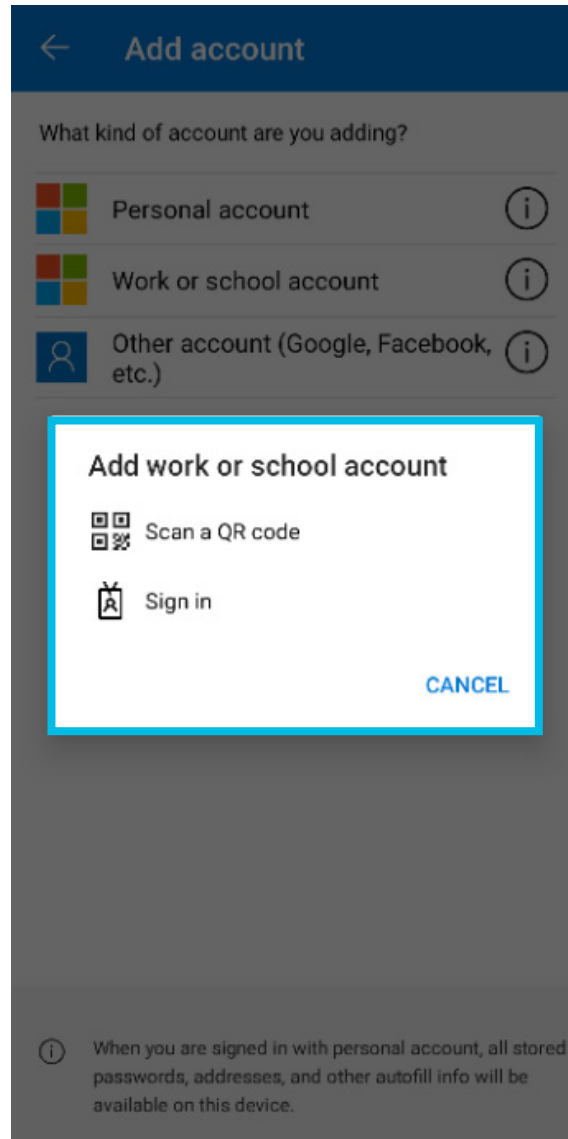 Add account
What kind of account are you adding?
Personal account
Work or school account
Other account (Google, Facebook,
etc.)
Add work or school account
Scan a QR code
Sign in
CANCEL
When you are signed in with personal account, all stored
passwords, addresses, and other autofill info will be
available on this device.